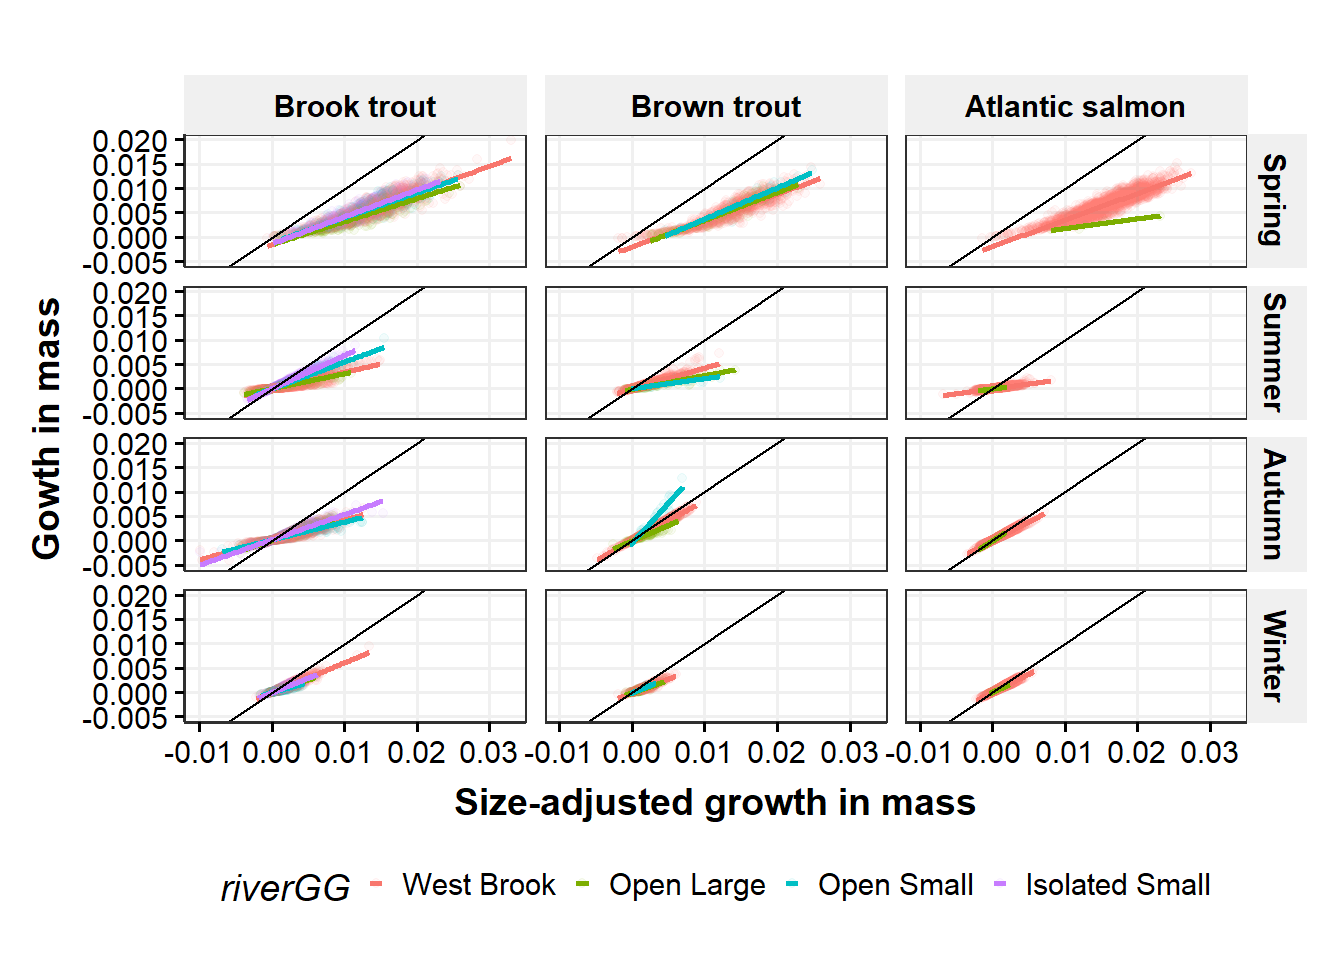 Brook trout Brown trout Atlantic salmon
0.020
0.015
0.010
0.005
0.000
-0.005
Spring
0.020
0.015
0.010
0.005
0.000
-0.005
Summer
0.020
0.015
0.010
0.005
0.000
-0.005
Autumn
0.020
0.015
0.010
0.005
0.000
-0.005
Winter
Gowth in mass
-0.01 0.00 0.01 0.02 0.03 -0.01 0.00 0.01 0.02 0.03 -0.01 0.00 0.01 0.02 0.03
Size-adjusted growth in mass
riverGG West Brook Open Large Open Small Isolated Small